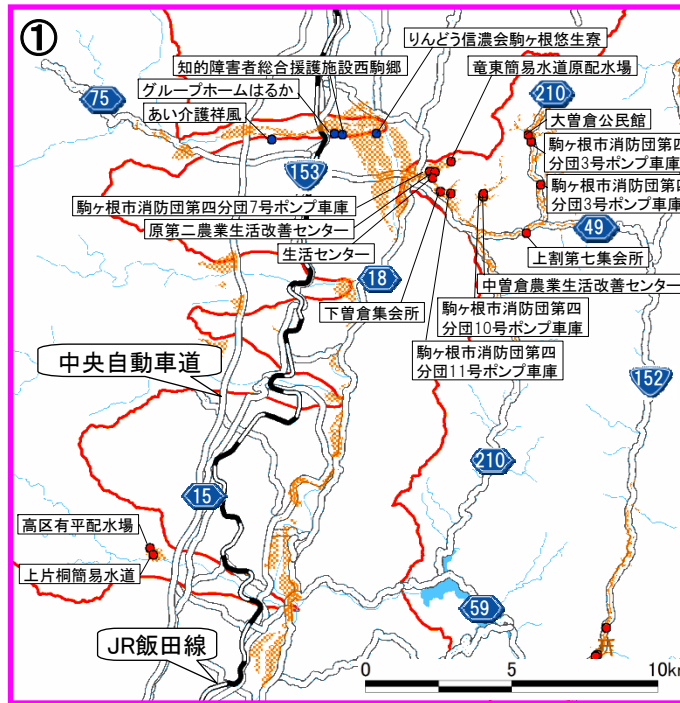 ①
りんどう信濃会駒ヶ根悠生寮
知的障害者総合援護施設西駒郷
竜東簡易水道原配水場
グループホームはるか
75
210
あい介護祥風
大曽倉公民館
駒ヶ根市消防団第四
分団3号ポンプ車庫
153
駒ヶ根市消防団第四
分団3号ポンプ車庫
駒ヶ根市消防団第四分団7号ポンプ車庫
原第二農業生活改善センター
49
生活センター
上割第七集会所
18
中曽倉農業生活改善センター
下曽倉集会所
駒ヶ根市消防団第四
分団10号ポンプ車庫
駒ヶ根市消防団第四
分団11号ポンプ車庫
中央自動車道
152
210
15
高区有平配水場
上片桐簡易水道
59
JR飯田線
0
5
10km